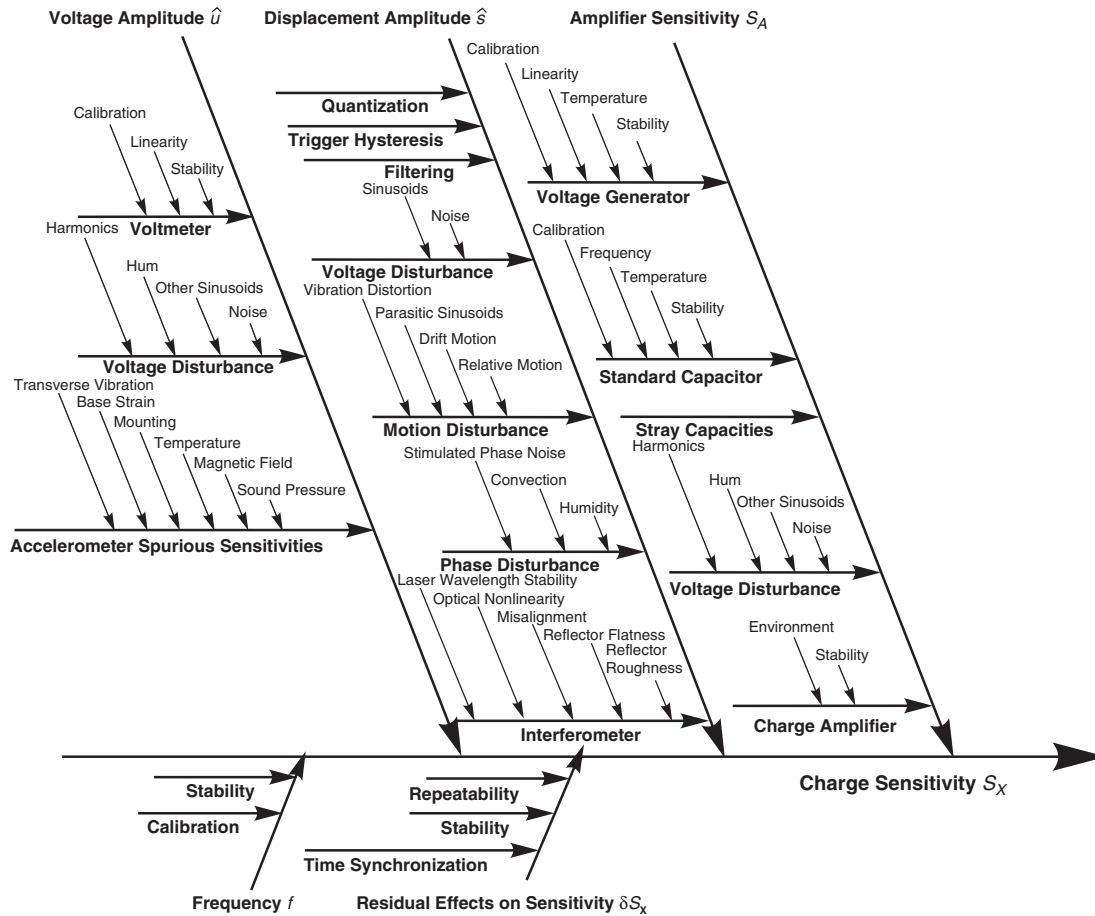 Voltage Amplitude û
Displacement Amplitude ŝ
Amplifier Sensitivity S_A
Calibration
Linearity
Stability
Voltmeter
Harmonics
Hum
Other Sinusoids
Noise
Voltage Disturbance
Transverse Vibration
Base Strain
Mounting
Temperature
Magnetic Field
Sound Pressure
Accelerometer Spurious Sensitivities
Quantization
Trigger Hysteresis
Filtering
Sinusoids
Noise
Voltage Disturbance
Vibration Distortion
Parasitic Sinusoids
Drift Motion
Relative Motion
Motion Disturbance
Stimulated Phase Noise
Convection
Humidity
Phase Disturbance
Laser Wavelength Stability
Optical Nonlinearity
Misalignment
Reflector Flatness
Reflector
Roughness
Interferometer
Calibration
Linearity
Temperature
Stability
Voltage Generator
Calibration
Frequency
Temperature
Stability
Standard Capacitor
Stray Capacities
Harmonics
Hum
Other Sinusoids
Noise
Voltage Disturbance
Environment
Stability
Charge Amplifier
Charge Sensitivity S_X
Stability
Calibration
Frequency f
Repeatability
Stability
Time Synchronization
Residual Effects on Sensitivity δS_x